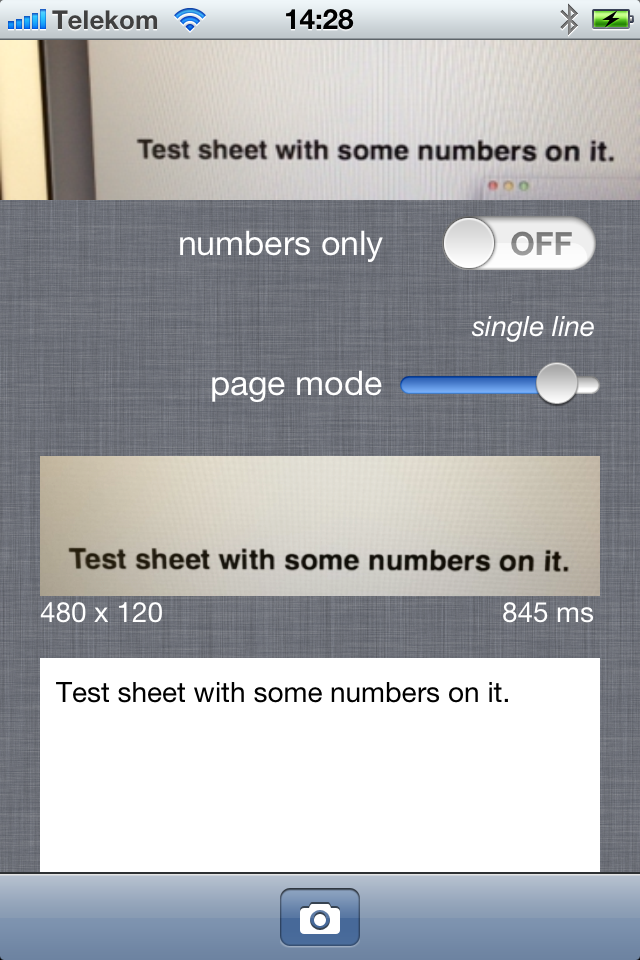 Telekom 14:28
Test sheet with some numbers on it.
numbers only OFF
single line
page mode
Test sheet with some numbers on it.
480 x 120 845 ms
Test sheet with some numbers on it.